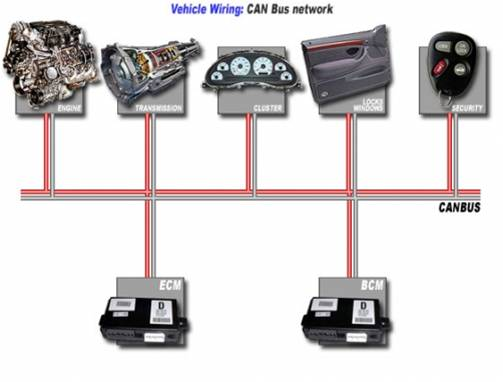 Vehicle Wiring: CAN Bus network
ENGINE
TRANSMISSION
CLUSTER
LOCKS
WINDOWS
SECURITY
CANBUS
ECM
BCM
D
D